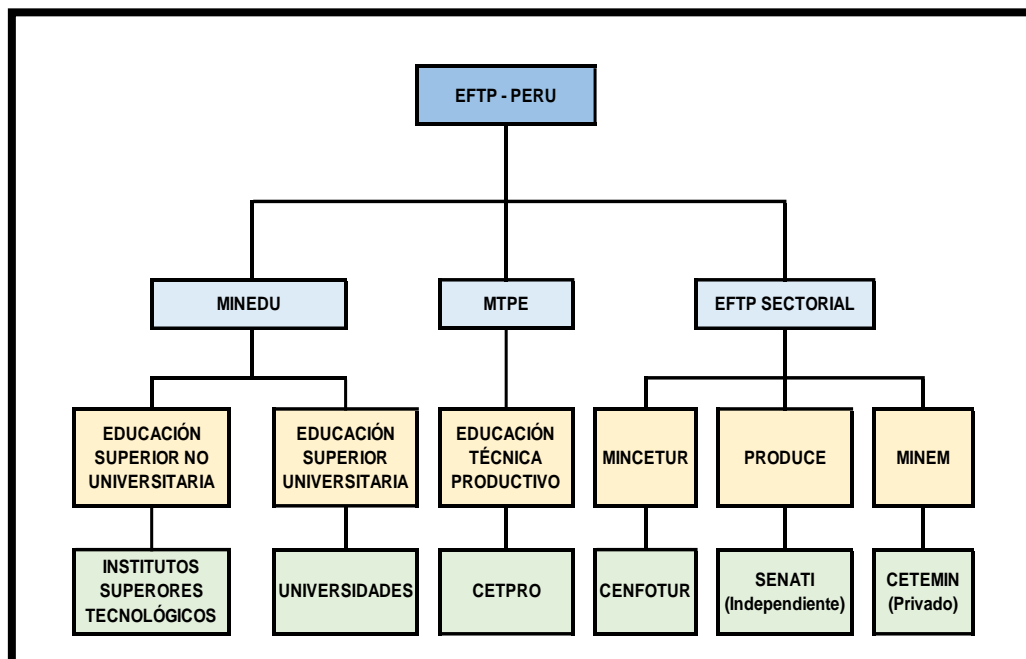 EFTP - PERU
MINEDU
MTPE
EFTP SECTORIAL
EDUCACIÓN
SUPERIOR NO
UNIVERSITARIA
EDUCACIÓN
SUPERIOR
UNIVERSITARIA
EDUCACIÓN
TÉCNICA
PRODUCTIVO
MINCETUR
PRODUCE
MINEM
INSTITUTOS
SUPERORES
TECNOLÓGICOS
UNIVERSIDADES
CETPRO
CENFOTUR
SENATI
(Independiente)
CETEMIN
(Privado)